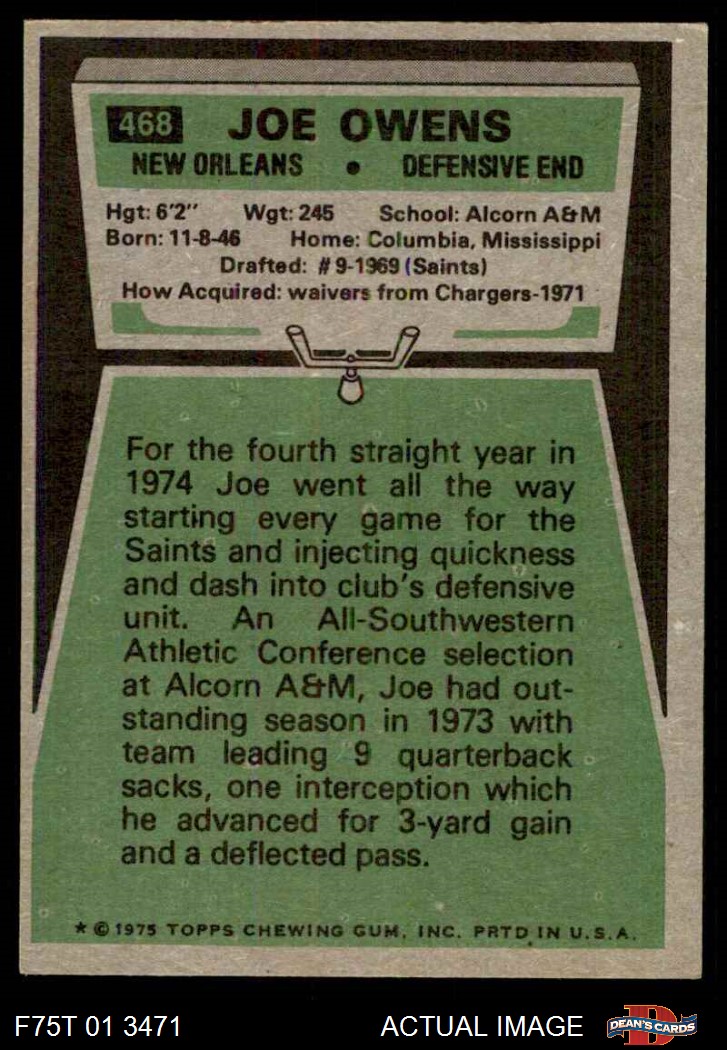 468 JOE OWENS
NEW ORLEANS • DEFENSIVE END
Hgt: 6'2" Wgt: 245 School: Alcorn A&M
Born: 11-8-46 Home: Columbia, Mississippi
Drafted: #9-1969 (Saints)
How Acquired: waivers from Chargers-1971
For the fourth straight year in
1974 Joe went all the way
starting every game for the
Saints and injecting quickness
and dash into club's defensive
unit. An All-Southwestern
Athletic Conference selection
at Alcorn A&M, Joe had out-
standing season in 1973 with
team leading 9 quarterback
sacks, one interception which
he advanced for 3-yard gain
and a deflected pass.
* © 1975 TOPPS CHEWING GUM, INC. PRTD. IN U.S.A.
F75T 01 3471 ACTUAL IMAGE D DEAN'S CARDS